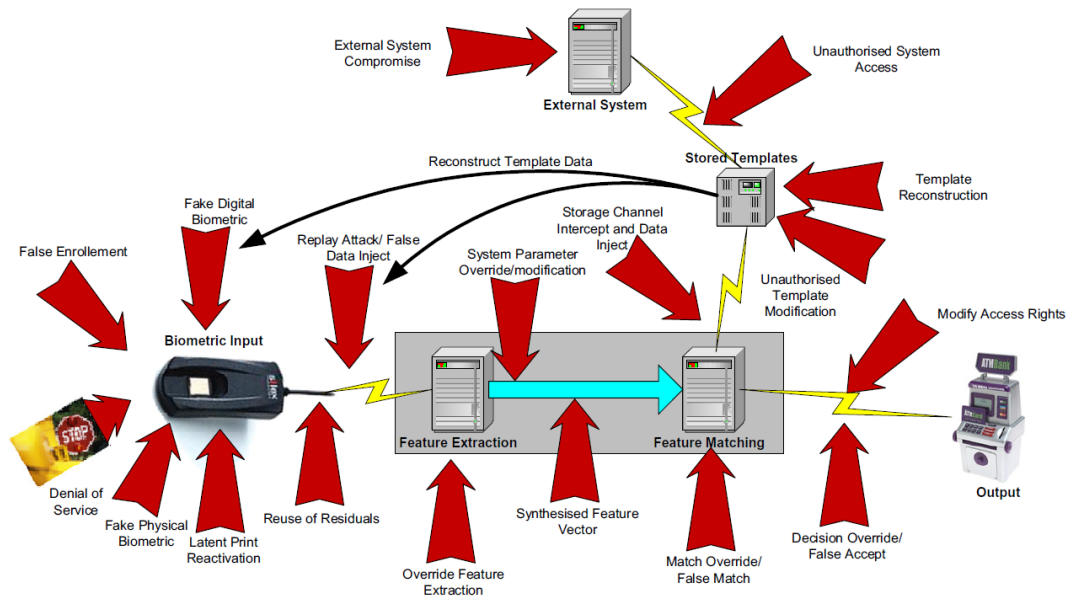 External System
Compromise
External System
Unauthorised System
Access
Stored Templates
Reconstruct Template Data
Template
Reconstruction
Fake Digital
Biometric
False Enrollement
Replay Attack/ False
Data Inject
System Parameter
Override/modification
Storage Channel
Intercept and Data
Inject
Unauthorised
Template
Modification
Modify Access Rights
Biometric Input
Feature Extraction
Feature Matching
ATMBank
STOP
Denial of
Service
Fake Physical
Biometric
Latent Print
Reactivation
Reuse of Residuals
Override Feature
Extraction
Synthesised Feature
Vector
Match Override/
False Match
Decision Override/
False Accept
Output